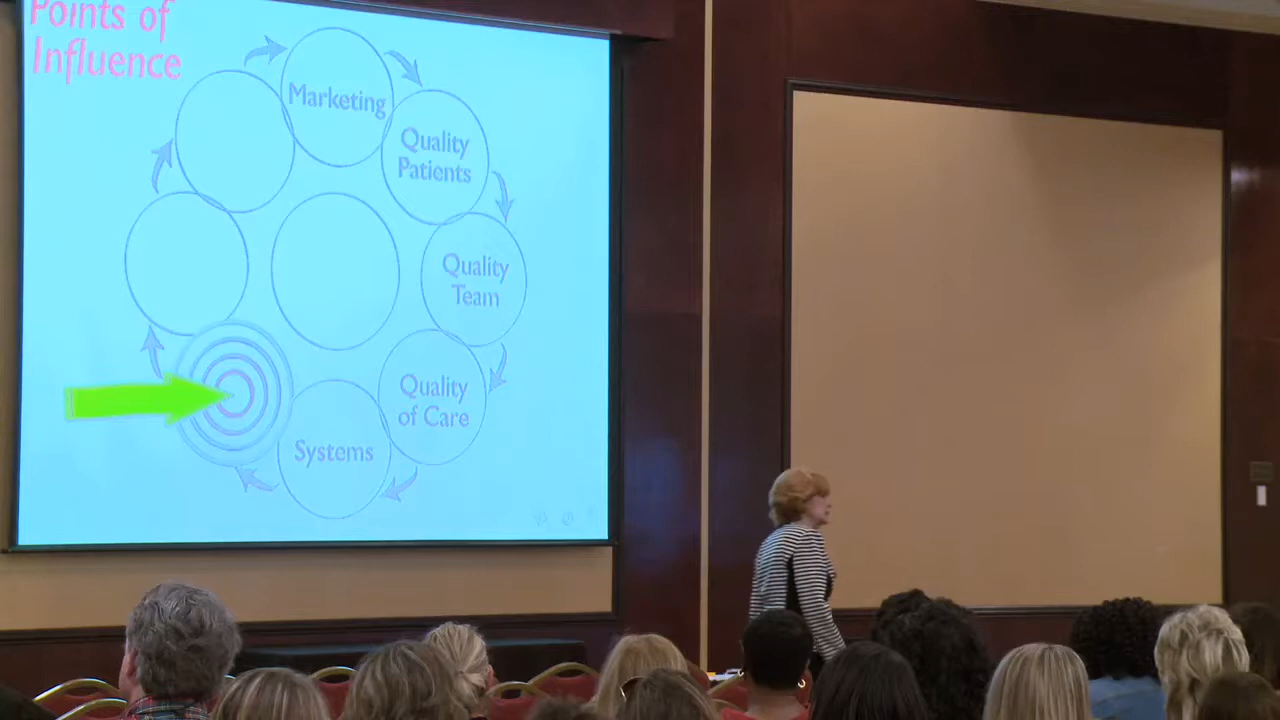 Points of
Influence
Marketing
Quality
Patients
Quality
Team
Quality
of Care
Systems